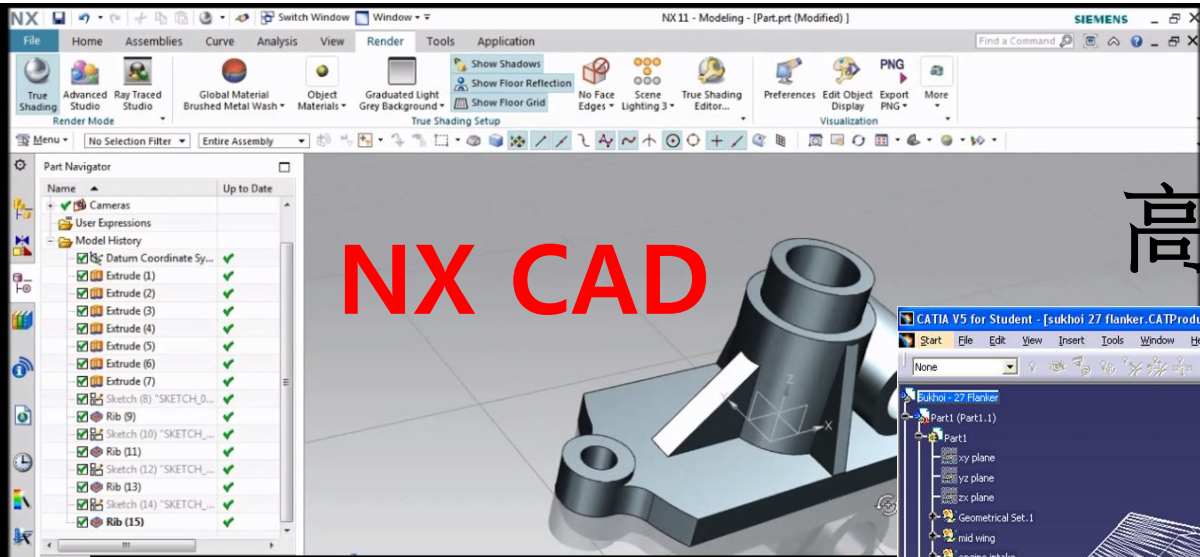 NX Switch Window Window NX 11 - Modeling - [Part.prt (Modified) ] SIEMENS
File Home Assemblies Curve Analysis View Render Tools Application Find a Command
True Shading Advanced Studio Ray Traced Studio Global Material Brushed Metal Wash Object Materials Graduated Light Grey Background Show Shadows Show Floor Reflection Show Floor Grid No Face Edges Scene Lighting 3 True Shading Editor... Preferences Edit Object Display PNG Export PNG More
Render Mode True Shading Setup Visualization
Menu No Selection Filter Entire Assembly
Part Navigator
Name Up to Date
Cameras
User Expressions
Model History
Datum Coordinate Sy...
Extrude (1)
Extrude (2)
Extrude (3)
Extrude (4)
Extrude (5)
Extrude (6)
Extrude (7)
Sketch (8) "SKETCH_0...
Rib (9)
Sketch (10) "SKETCH_...
Rib (11)
Sketch (12) "SKETCH_...
Rib (13)
Sketch (14) "SKETCH_...
Rib (15)
NX CAD
Z
Y
X
高
CATIA V5 for Student - [sukhoi 27 flanker.CATProdu
Start File Edit View Insert Tools Window He
None
Sukhoi - 27 Flanker
Part1 (Part1.1)
Part1
xy plane
yz plane
zx plane
Geometrical Set.1
mid wing
engine intake